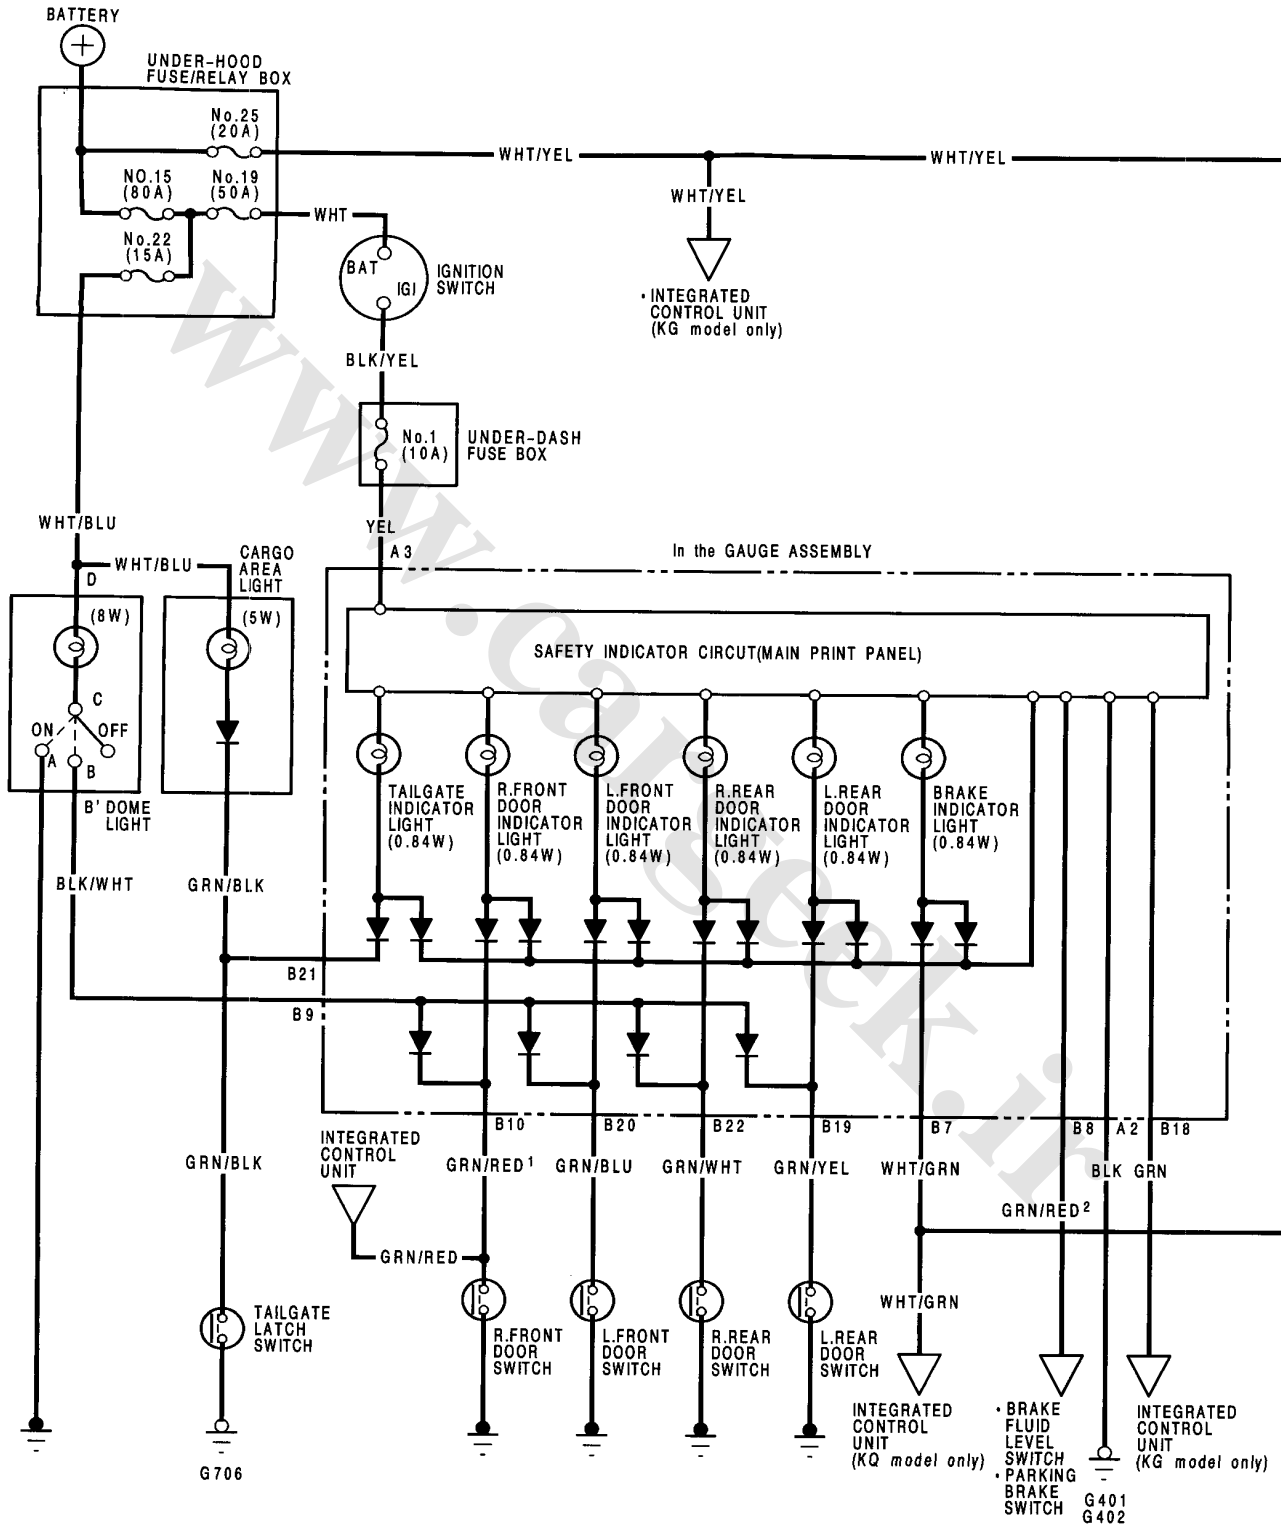 BATTERY
UNDER-HOOD
FUSE/RELAY BOX
No.25
(20A)
WHT/YEL
WHT/YEL
NO.15
(80A)
No.19
(50A)
WHT/YEL
WHT
No.22
(15A)
BAT
IGI
IGNITION
SWITCH
• INTEGRATED
CONTROL UNIT
(KG model only)
BLK/YEL
No.1
(10A)
UNDER-DASH
FUSE BOX
WHT/BLU
YEL
A3
In the GAUGE ASSEMBLY
WHT/BLU
D
CARGO
AREA
LIGHT
(8W)
(5W)
SAFETY INDICATOR CIRCUT(MAIN PRINT PANEL)
C
ON
OFF
A
B
B' DOME
LIGHT
TAILGATE
INDICATOR
LIGHT
(0.84W)
R.FRONT
DOOR
INDICATOR
LIGHT
(0.84W)
L.FRONT
DOOR
INDICATOR
LIGHT
(0.84W)
R.REAR
DOOR
INDICATOR
LIGHT
(0.84W)
L.REAR
DOOR
INDICATOR
LIGHT
(0.84W)
BRAKE
INDICATOR
LIGHT
(0.84W)
BLK/WHT
GRN/BLK
B21
B9
B10
B20
B22
B19
B7
B8
A2
B18
INTEGRATED
CONTROL
UNIT
GRN/BLK
GRN/RED1
GRN/BLU
GRN/WHT
GRN/YEL
WHT/GRN
BLK
GRN
GRN/RED2
GRN/RED
WHT/GRN
TAILGATE
LATCH
SWITCH
R.FRONT
DOOR
SWITCH
L.FRONT
DOOR
SWITCH
R.REAR
DOOR
SWITCH
L.REAR
DOOR
SWITCH
INTEGRATED
CONTROL
UNIT
(KQ model only)
• BRAKE
FLUID
LEVEL
SWITCH
• PARKING
BRAKE
SWITCH
INTEGRATED
CONTROL
UNIT
(KG model only)
G706
G401
G402
www.cargeek.ir